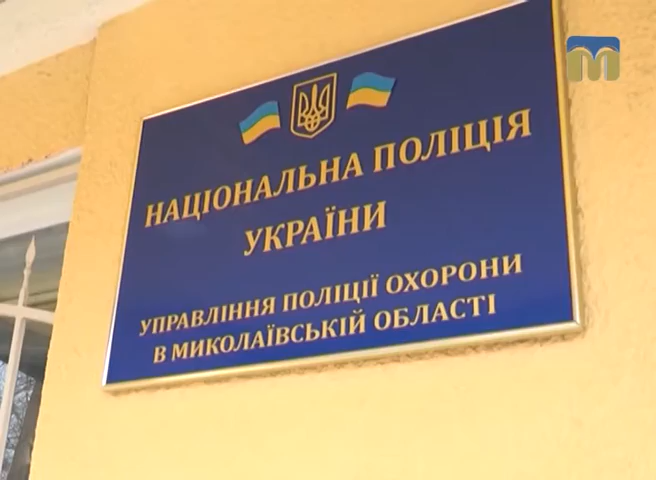 НАЦІОНАЛЬНА ПОЛІЦІЯ
УКРАЇНИ
УПРАВЛІННЯ ПОЛІЦІЇ ОХОРОНИ
В МИКОЛАЇВСЬКІЙ ОБЛАСТІ